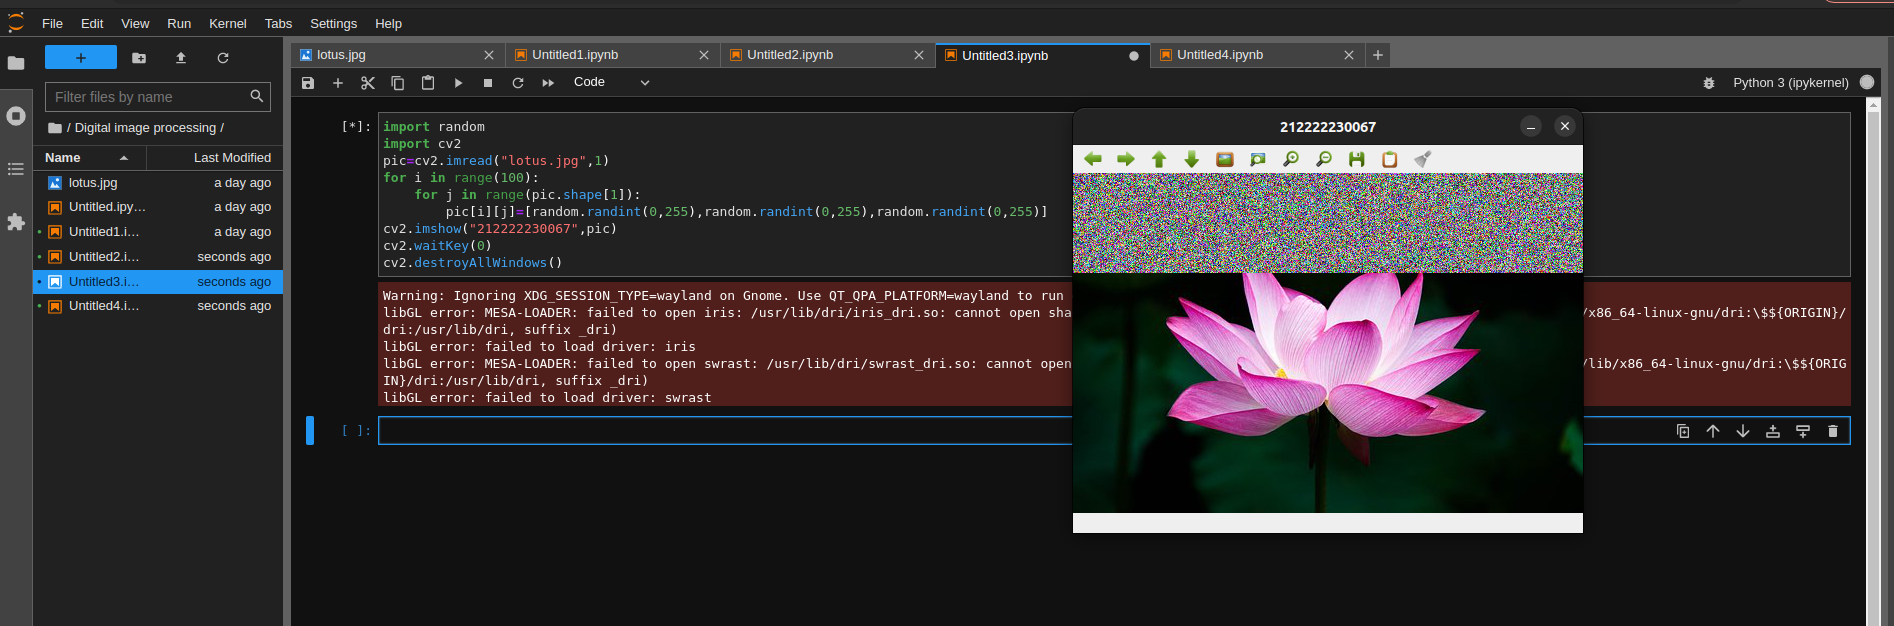 File Edit View Run Kernel Tabs Settings Help
lotus.jpg Untitled1.ipynb Untitled2.ipynb Untitled3.ipynb Untitled4.ipynb
Code
Python 3 (ipykernel)
Filter files by name
/ Digital image processing /
Name Last Modified
lotus.jpg a day ago
Untitled.ipy… a day ago
Untitled1.i… a day ago
Untitled2.i… seconds ago
Untitled3.i… seconds ago
Untitled4.i… seconds ago
[*]:
import random
import cv2
pic=cv2.imread("lotus.jpg",1)
for i in range(100):
    for j in range(pic.shape[1]):
        pic[i][j]=[random.randint(0,255),random.randint(0,255),random.randint(0,255)]
cv2.imshow("212222230067",pic)
cv2.waitKey(0)
cv2.destroyAllWindows()
Warning: Ignoring XDG_SESSION_TYPE=wayland on Gnome. Use QT_QPA_PLATFORM=wayland to run
libGL error: MESA-LOADER: failed to open iris: /usr/lib/dri/iris_dri.so: cannot open sha /x86_64-linux-gnu/dri:\$${ORIGIN}/
dri:/usr/lib/dri, suffix _dri)
libGL error: failed to load driver: iris
libGL error: MESA-LOADER: failed to open swrast: /usr/lib/dri/swrast_dri.so: cannot open /lib/x86_64-linux-gnu/dri:\$${ORIG
IN}/dri:/usr/lib/dri, suffix _dri)
libGL error: failed to load driver: swrast
[ ]:
212222230067